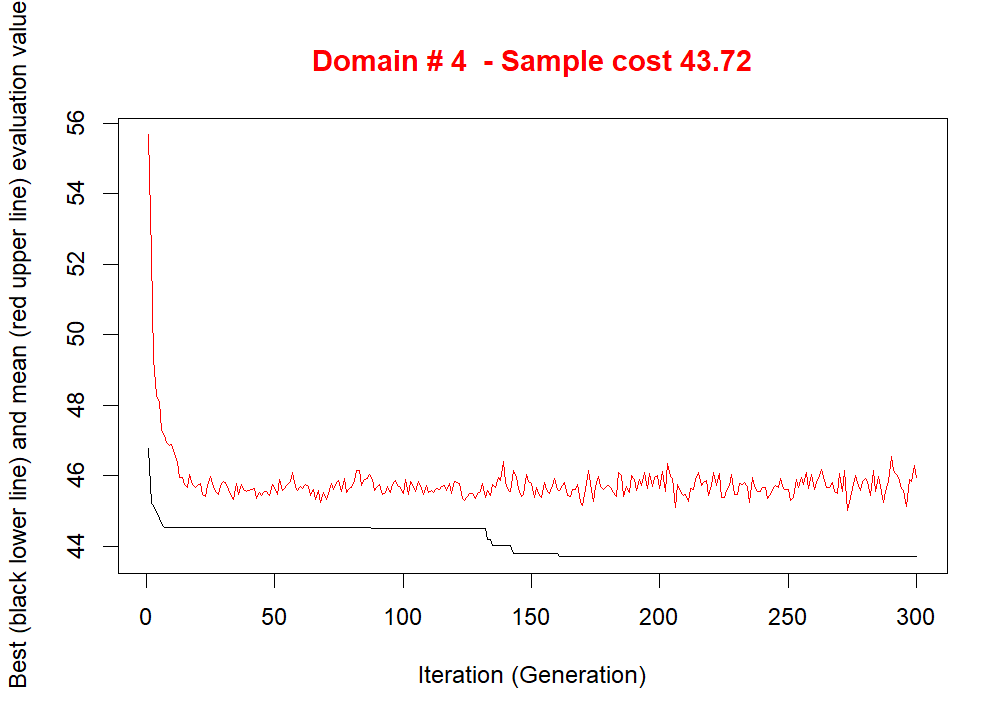 Domain # 4  - Sample cost 43.72
Best (black lower line) and mean (red upper line) evaluation value
56
54
52
50
48
46
44
0 50 100 150 200 250 300
Iteration (Generation)